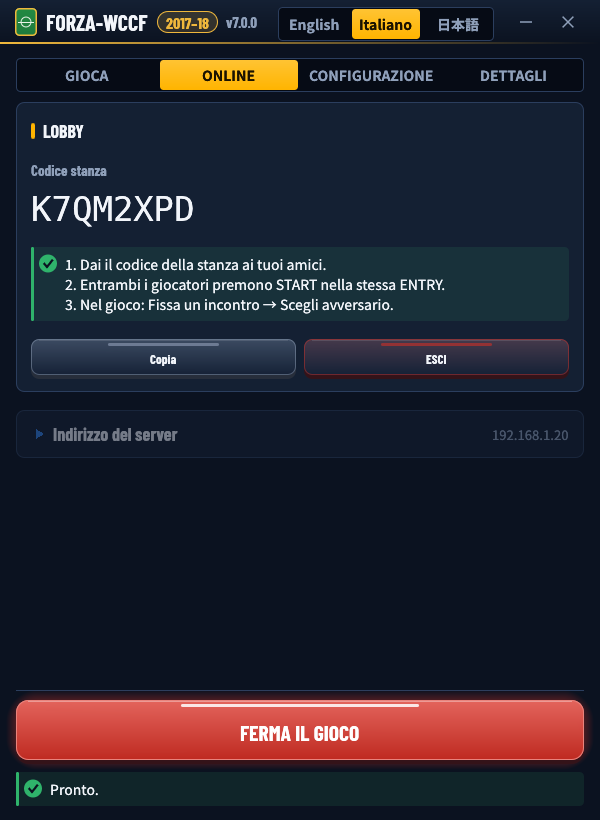 FORZA-WCCF 2017-18 v7.0.0 English Italiano 日本語
GIOCA ONLINE CONFIGURAZIONE DETTAGLI
LOBBY
Codice stanza
K7QM2XPD
1. Dai il codice della stanza ai tuoi amici.
2. Entrambi i giocatori premono START nella stessa ENTRY.
3. Nel gioco: Fissa un incontro → Scegli avversario.
Copia ESCI
Indirizzo del server 192.168.1.20
FERMA IL GIOCO
Pronto.